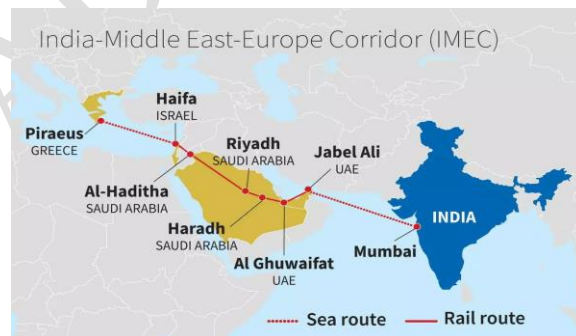 India-Middle East-Europe Corridor (IMEC)
Haifa
ISRAEL
Piraeus
GREECE
Riyadh
SAUDI ARABIA
Jabel Ali
UAE
Al-Haditha
SAUDI ARABIA
Haradh
SAUDI ARABIA
Al Ghuwaifat
UAE
INDIA
Mumbai
Sea route
Rail route